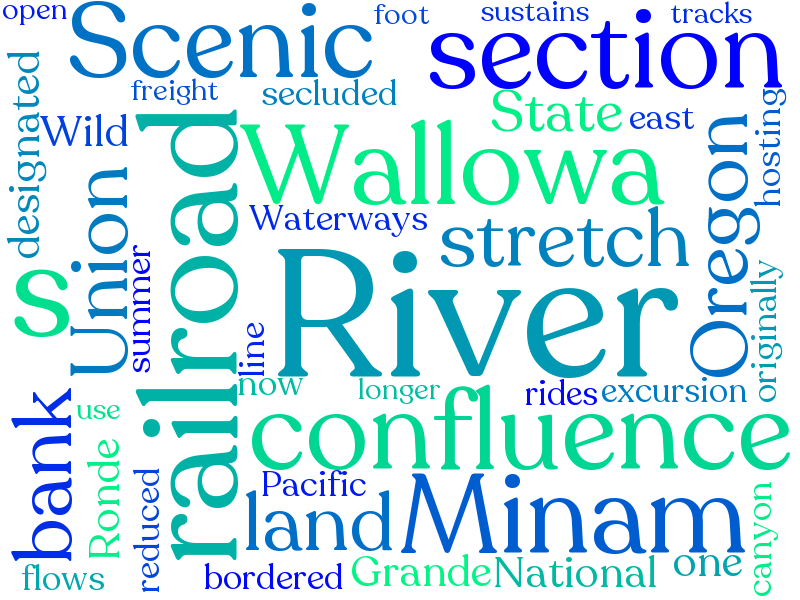 open
Scenic
foot
sustains
tracks
section
freight
secluded
designated
Wild
railroad
State
east
hosting
Wallowa
Oregon
Union
Waterways
stretch
s
summer
River
originally
line
now
longer
rides
excursion
bank
use
confluence
Ronde
reduced
Pacific
land
Minam
canyon
flows
bordered
Grande
National
one